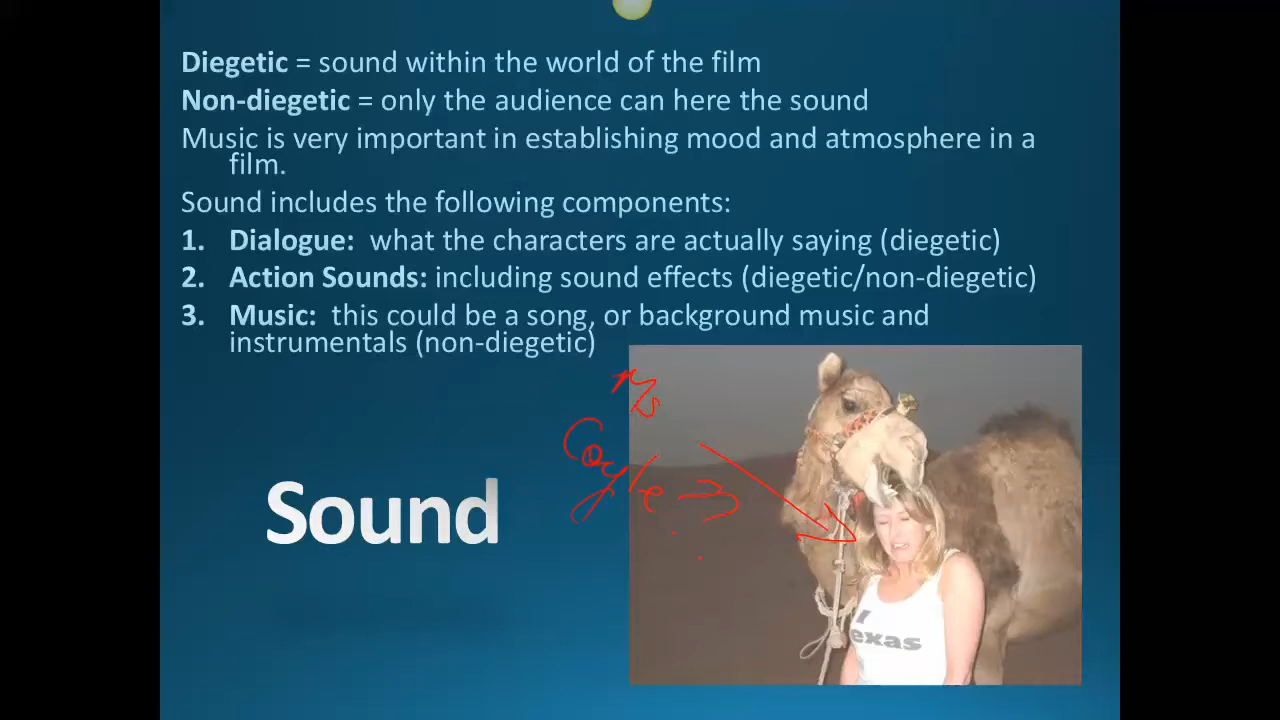 Diegetic = sound within the world of the film
Non-diegetic = only the audience can here the sound
Music is very important in establishing mood and atmosphere in a
film.
Sound includes the following components:
1. Dialogue:  what the characters are actually saying (diegetic)
2. Action Sounds: including sound effects (diegetic/non-diegetic)
3. Music:  this could be a song, or background music and
instrumentals (non-diegetic)
Ms
Coyle
Sound
I
exas